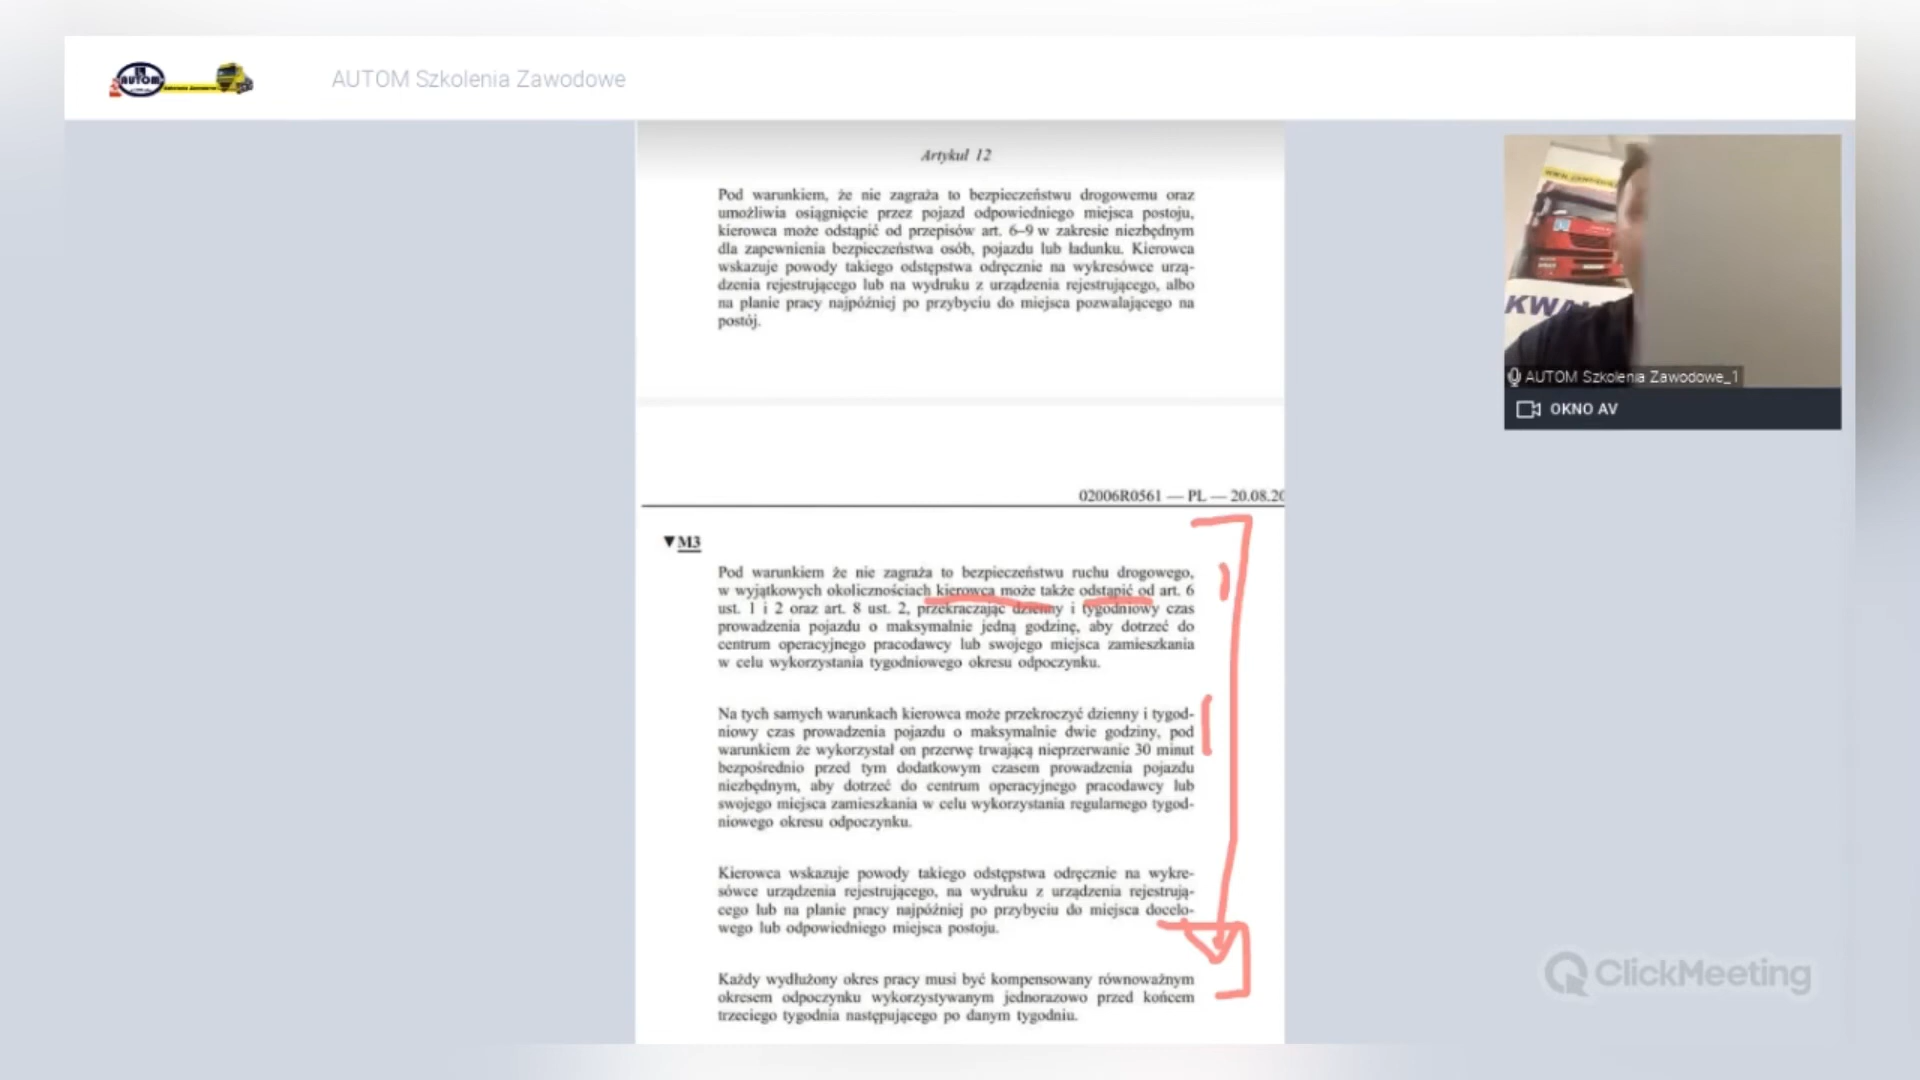 AUTOM
AUTOM Szkolenia Zawodowe
Artykuł 12
Pod warunkiem, że nie zagraża to bezpieczeństwu drogowemu oraz
umożliwia osiągnięcie przez pojazd odpowiedniego miejsca postoju,
kierowca może odstąpić od przepisów art. 6–9 w zakresie niezbędnym
dla zapewnienia bezpieczeństwa osób, pojazdu lub ładunku. Kierowca
wskazuje powody takiego odstępstwa odręcznie na wykresówce urzą-
dzenia rejestrującego lub na wydruku z urządzenia rejestrującego, albo
na planie pracy najpóźniej po przybyciu do miejsca pozwalającego na
postój.
02006R0561 — PL — 20.08.20
▼M3
Pod warunkiem że nie zagraża to bezpieczeństwu ruchu drogowego,
w wyjątkowych okolicznościach kierowca może także odstąpić od art. 6
ust. 1 i 2 oraz art. 8 ust. 2, przekraczając dzienny i tygodniowy czas
prowadzenia pojazdu o maksymalnie jedną godzinę, aby dotrzeć do
centrum operacyjnego pracodawcy lub swojego miejsca zamieszkania
w celu wykorzystania tygodniowego okresu odpoczynku.
Na tych samych warunkach kierowca może przekroczyć dzienny i tygod-
niowy czas prowadzenia pojazdu o maksymalnie dwie godziny, pod
warunkiem że wykorzystał on przerwę trwającą nieprzerwanie 30 minut
bezpośrednio przed tym dodatkowym czasem prowadzenia pojazdu
niezbędnym, aby dotrzeć do centrum operacyjnego pracodawcy lub
swojego miejsca zamieszkania w celu wykorzystania regularnego tygod-
niowego okresu odpoczynku.
Kierowca wskazuje powody takiego odstępstwa odręcznie na wykre-
sówce urządzenia rejestrującego, na wydruku z urządzenia rejestrują-
cego lub na planie pracy najpóźniej po przybyciu do miejsca docelo-
wego lub odpowiedniego miejsca postoju.
Każdy wydłużony okres pracy musi być kompensowany równoważnym
okresem odpoczynku wykorzystywanym jednorazowo przed końcem
trzeciego tygodnia następującego po danym tygodniu.
AUTOM Szkolenia Zawodowe_1
OKNO AV
ClickMeeting